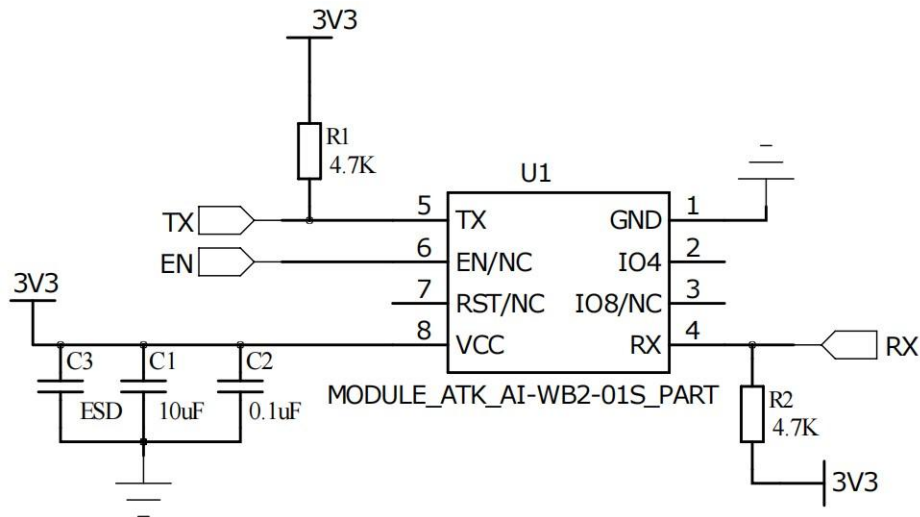 3V3
R1
4.7K
U1
TX
5
TX
GND
1
EN
6
EN/NC
IO4
2
3V3
7
RST/NC
IO8/NC
3
8
VCC
RX
4
RX
C3
C1
C2
ESD
10uF
0.1uF
MODULE_ATK_AI-WB2-01S_PART
R2
4.7K
3V3